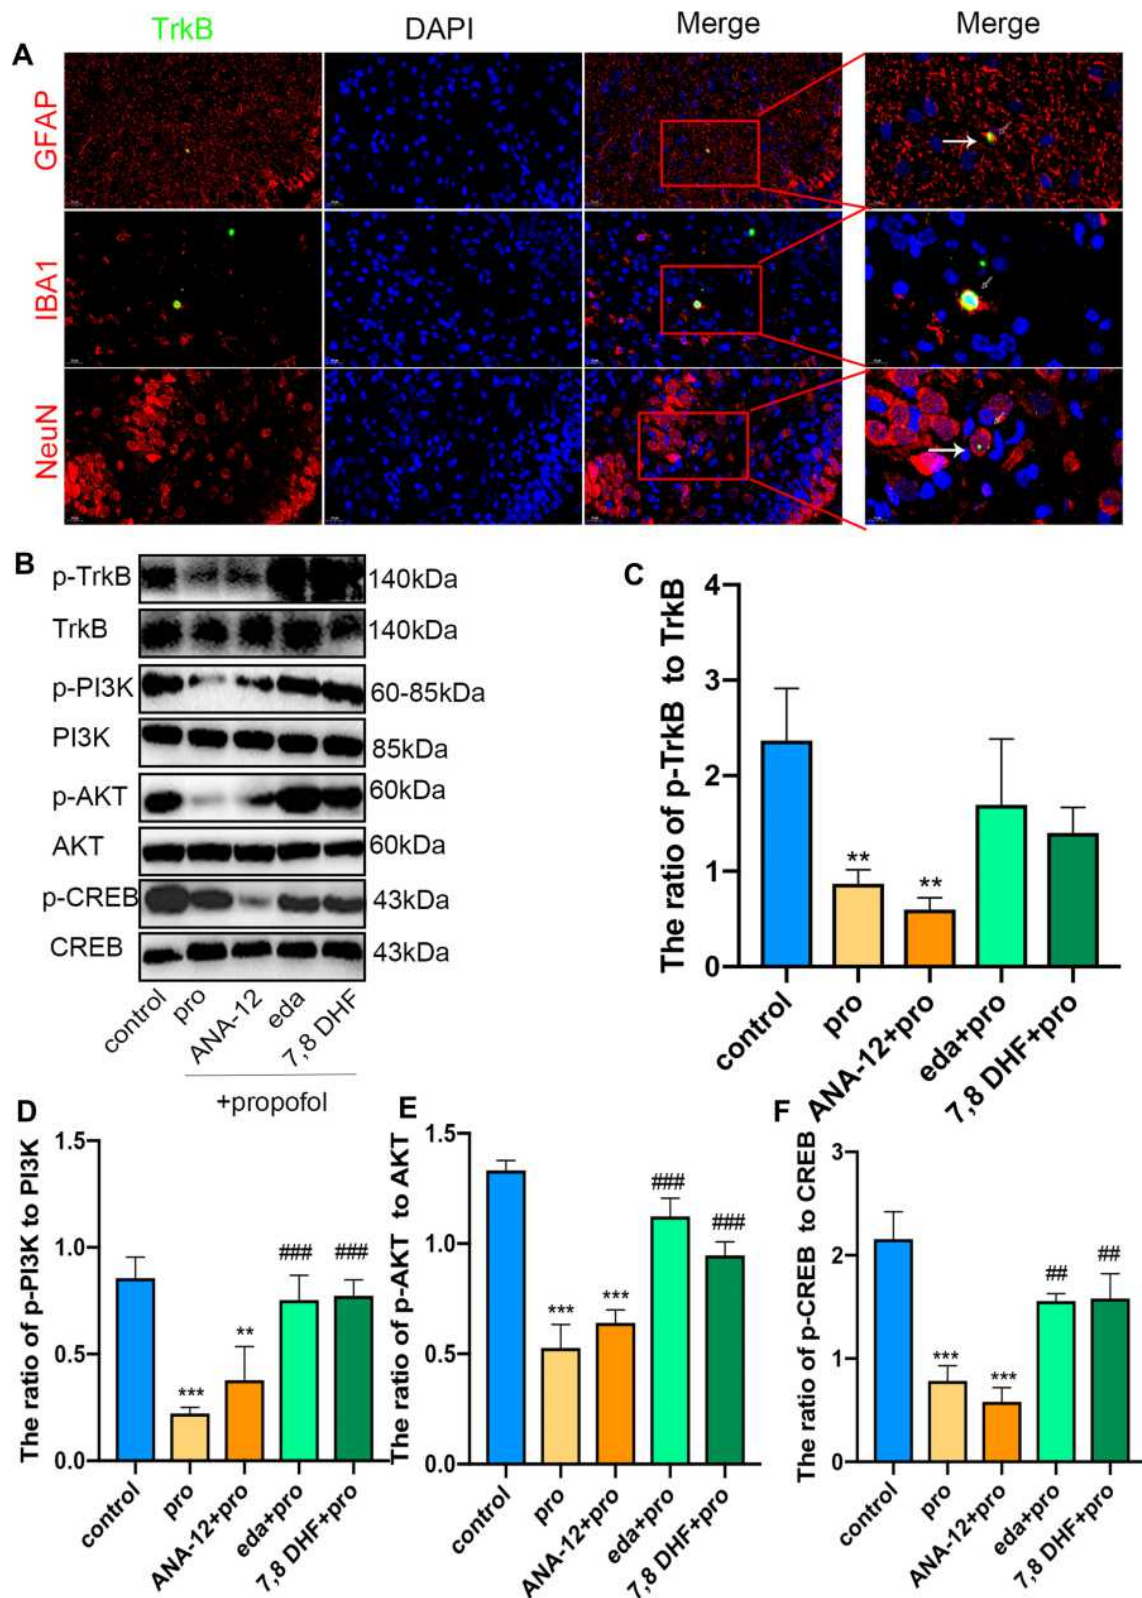 TrkB DAPI Merge Merge
A
GFAP
IBA1
NeuN
B
p-TrkB 140kDa
TrkB 140kDa
p-PI3K 60-85kDa
PI3K 85kDa
p-AKT 60kDa
AKT 60kDa
p-CREB 43kDa
CREB 43kDa
control pro ANA-12 eda 7,8 DHF
+propofol
C
The ratio of p-TrkB to TrkB
4
3
2
1
0
** **
control pro ANA-12+pro eda+pro 7,8 DHF+pro
D
The ratio of p-PI3K to PI3K
1.5
1.0
0.5
0.0
*** ** ### ###
control pro ANA-12+pro eda+pro 7,8 DHF+pro
E
The ratio of p-AKT to AKT
1.5
1.0
0.5
0.0
*** *** ### ###
control pro ANA-12+pro eda+pro 7,8 DHF+pro
F
The ratio of p-CREB to CREB
3
2
1
0
*** *** ## ##
control pro ANA-12+pro eda+pro 7,8 DHF+pro